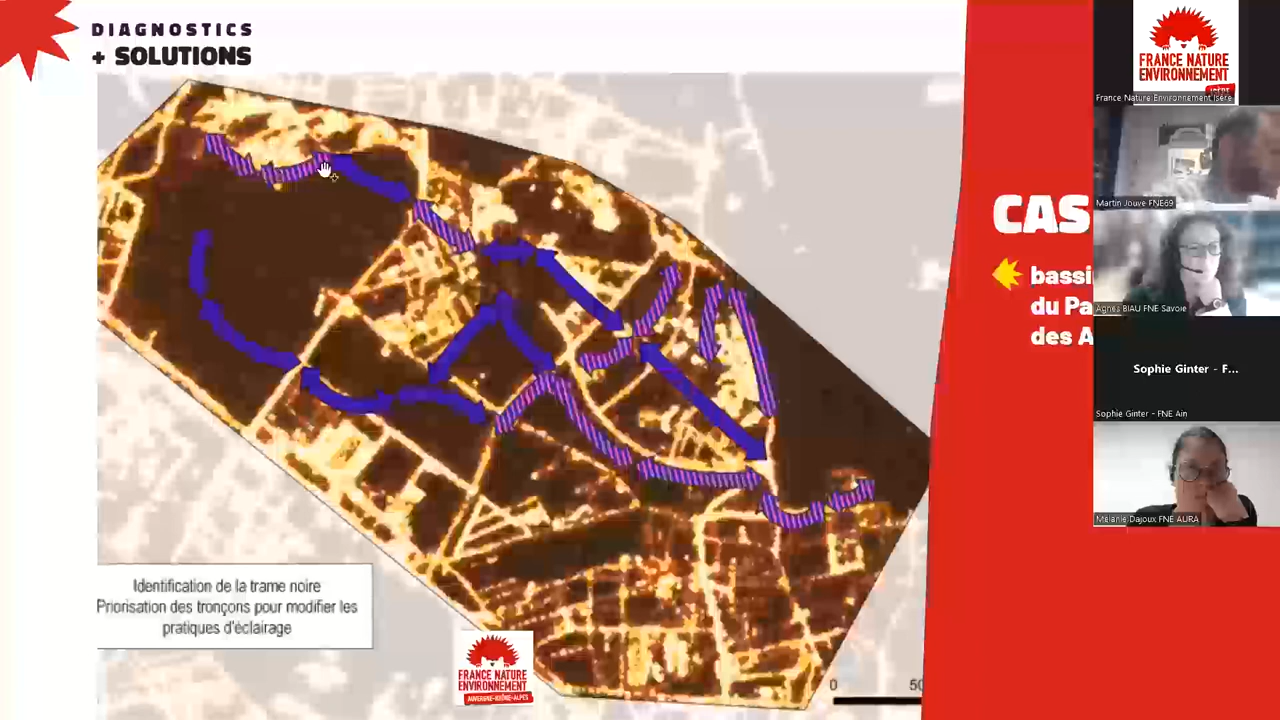 DIAGNOSTICS
+ SOLUTIONS
CAS
bassi
du Pa
des A
Identification de la trame noire
Priorisation des tronçons pour modifier les
pratiques d'éclairage
FRANCE NATURE
ENVIRONNEMENT
AUVERGNE-RHÔNE-ALPES
0
50
FRANCE NATURE
ENVIRONNEMENT
ISÈRE
France Nature Environnement Isère
Martin Jouve FNE69
Agnès BIAU FNE Savoie
Sophie Ginter - F...
Sophie Ginter - FNE Ain
Mélanie Dajoux FNE AURA